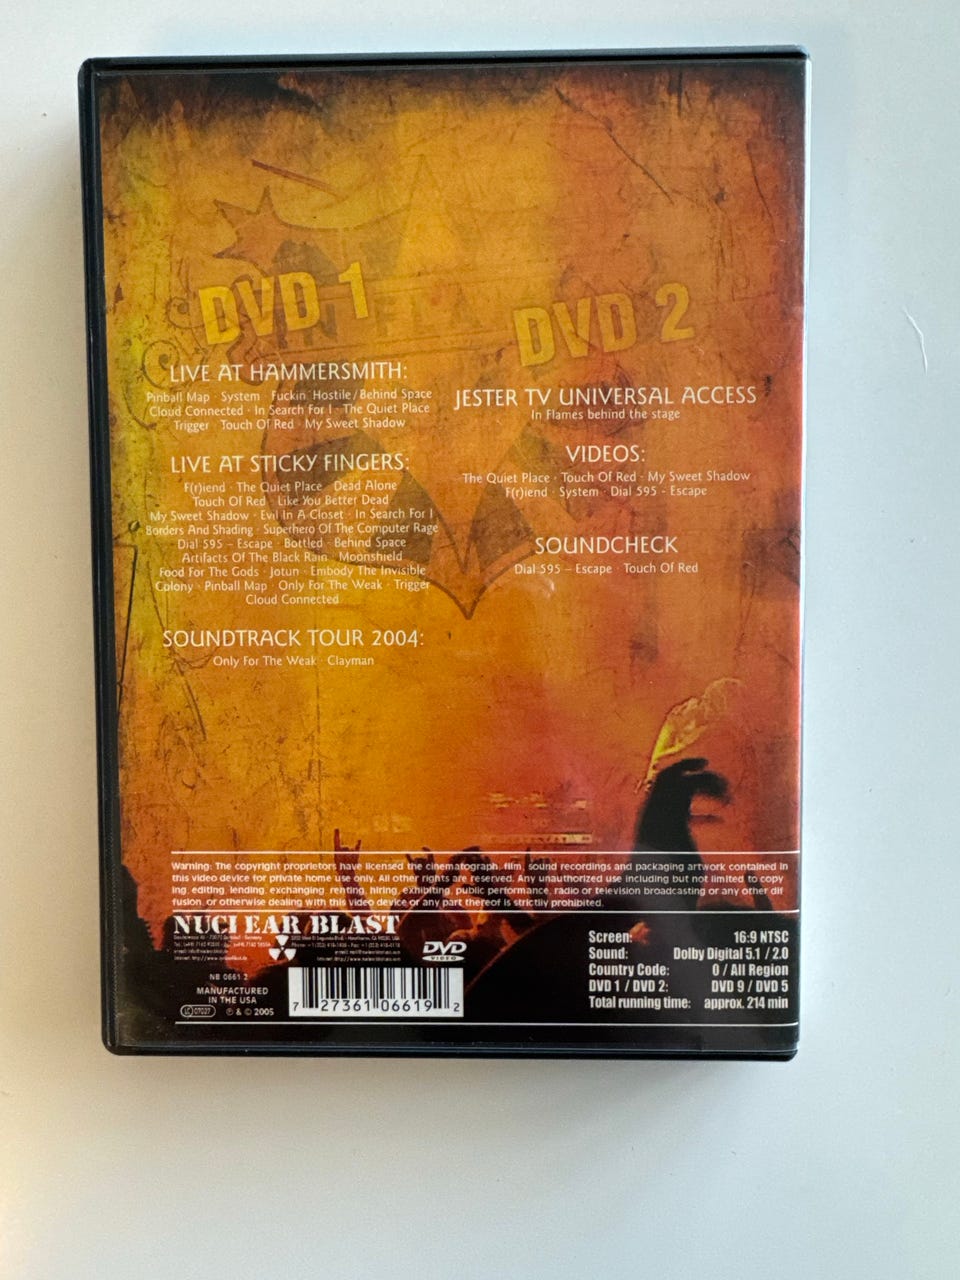 DVD 1
LIVE AT HAMMERSMITH:
Pinball Map · System · Fuckin' Hostile / Behind Space
Cloud Connected · In Search For I · The Quiet Place
Trigger · Touch Of Red · My Sweet Shadow
LIVE AT STICKY FINGERS:
F(r)iend · The Quiet Place · Dead Alone
Touch Of Red · Like You Better Dead
My Sweet Shadow · Evil In A Closet · In Search For I
Borders And Shading · Superhero Of The Computer Rage
Dial 595 – Escape · Bottled · Behind Space
Artifacts Of The Black Rain · Moonshield
Food For The Gods · Jotun · Embody The Invisible
Colony · Pinball Map · Only For The Weak · Trigger
Cloud Connected
SOUNDTRACK TOUR 2004:
Only For The Weak · Clayman
DVD 2
JESTER TV UNIVERSAL ACCESS
In Flames behind the stage
VIDEOS:
The Quiet Place · Touch Of Red · My Sweet Shadow
F(r)iend · System · Dial 595 - Escape
SOUNDCHECK
Dial 595 – Escape · Touch Of Red
Warning: The copyright proprietors have licensed the cinematograph, film, sound recordings and packaging artwork contained in
this video device for private home use only. All other rights are reserved. Any unauthorized use including but not limited to copy
ing, editing, lending, exchanging, renting, hiring, exhibiting, public performance, radio or television broadcasting or any other dif
fusion, or otherwise dealing with this video device or any part thereof is strictliy prohibited.
NUCLEAR BLAST
NB 0661 2
MANUFACTURED
IN THE USA
LC 07027 ℗ & © 2005
7 27361 06619 2
DVD
VIDEO
Screen: 16:9 NTSC
Sound: Dolby Digital 5.1 / 2.0
Country Code: 0 / All Region
DVD 1 / DVD 2: DVD 9 / DVD 5
Total running time: approx. 214 min